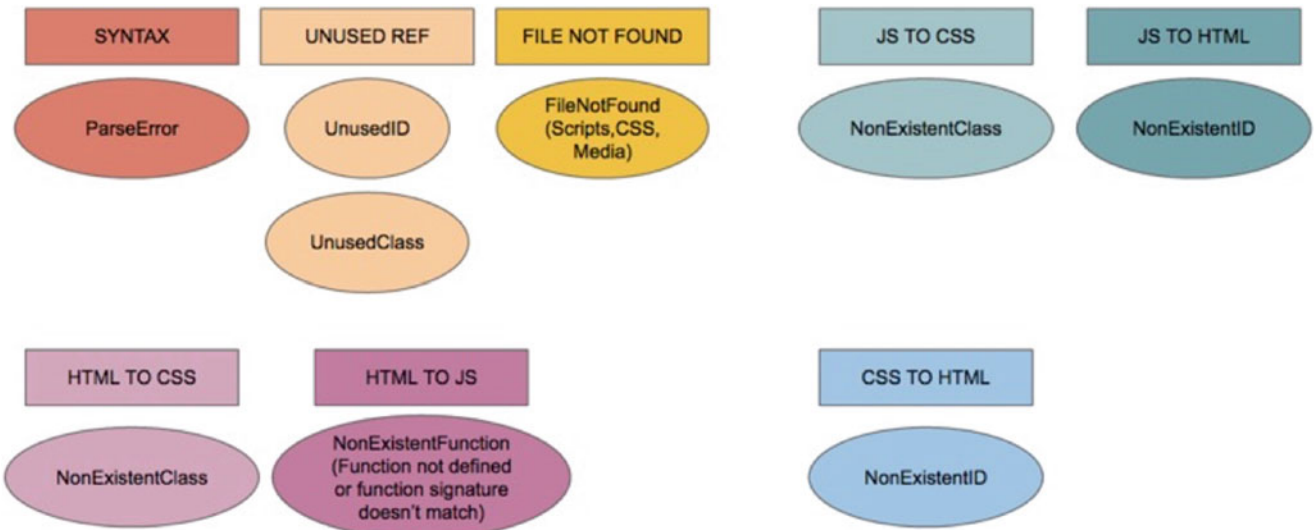 SYNTAX
UNUSED REF
FILE NOT FOUND
JS TO CSS
JS TO HTML
ParseError
UnusedID
FileNotFound
(Scripts,CSS,
Media)
NonExistentClass
NonExistentID
UnusedClass
HTML TO CSS
HTML TO JS
CSS TO HTML
NonExistentClass
NonExistentFunction
(Function not defined
or function signature
doesn't match)
NonExistentID